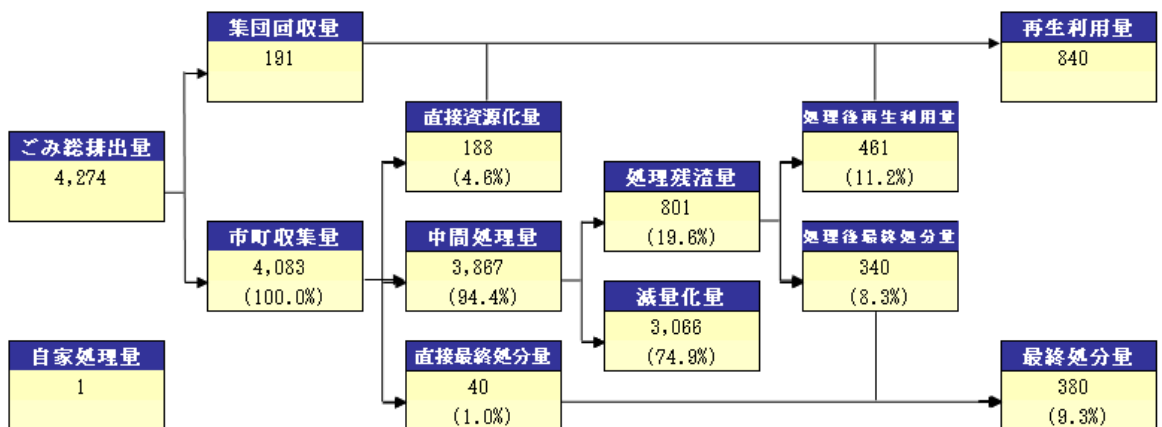 集団回収量
191
再生利用量
840
ごみ総排出量
4,274
直接資源化量
188
(4.6%)
処理後再生利用量
461
(11.2%)
処理残渣量
801
(19.6%)
市町収集量
4,083
(100.0%)
中間処理量
3,867
(94.4%)
処理後最終処分量
340
(8.3%)
減量化量
3,066
(74.9%)
自家処理量
1
直接最終処分量
40
(1.0%)
最終処分量
380
(9.3%)